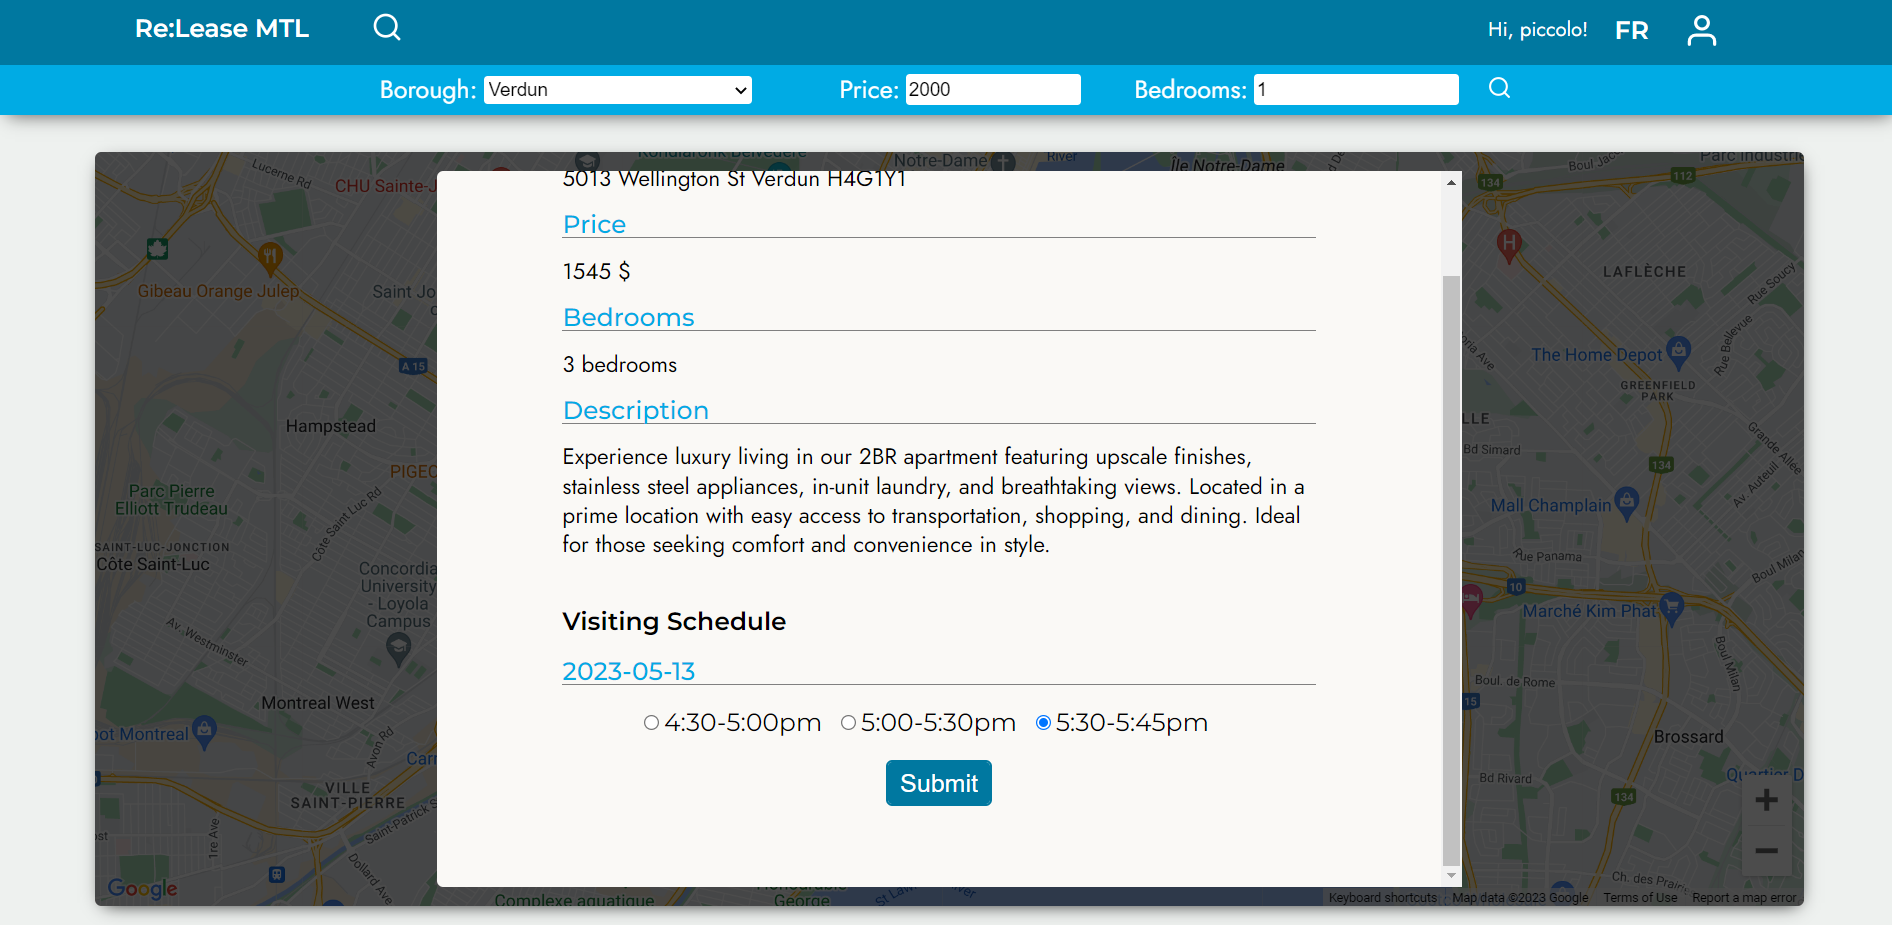 Re:Lease MTL
Hi, piccolo!
FR
Borough: Verdun
Price: 2000
Bedrooms: 1
5013 Wellington St Verdun H4G1Y1
Price
1545 $
Bedrooms
3 bedrooms
Description
Experience luxury living in our 2BR apartment featuring upscale finishes,
stainless steel appliances, in-unit laundry, and breathtaking views. Located in a
prime location with easy access to transportation, shopping, and dining. Ideal
for those seeking comfort and convenience in style.
Visiting Schedule
2023-05-13
4:30-5:00pm
5:00-5:30pm
5:30-5:45pm
Submit
Lucerne Rd
CHU Sainte-J
Gibeau Orange Julep
Saint Jo
A 15
Hampstead
PIGEO
Parc Pierre
Elliott Trudeau
Côte Saint-Luc Rd
SAINT-LUC-JONCTION
Côte Saint-Luc
Concordia
University
- Loyola
Campus
Av. Westminster
Montreal West
pot Montreal
Avon Rd
Carr
VILLE
SAINT-PIERRE
Saint-Patrick S
1re Ave
Dollard Ave
Google
Complexe aquatique
Honourable
George
Notre-Dame
River
Île Notre-Dame
Boul Jac
Parc Industrie
134
112
H
LAFLÈCHE
Rue Soucy
oria Ave
The Home Depot
Rue Bellevue
GREENFIELD
PARK
LLE
Bd Simard
134
Grande Allee
Av. Auteuil
Mall Champlain
Rue Panama
Boul Milan
10
Marché Kim Phat
Boul. de Rome
Boul Milan
15
Brossard
Bd Rivard
Quartier D
134
Ch. des Prairi
Keyboard shortcuts
Map data ©2023 Google
Terms of Use
Report a map error